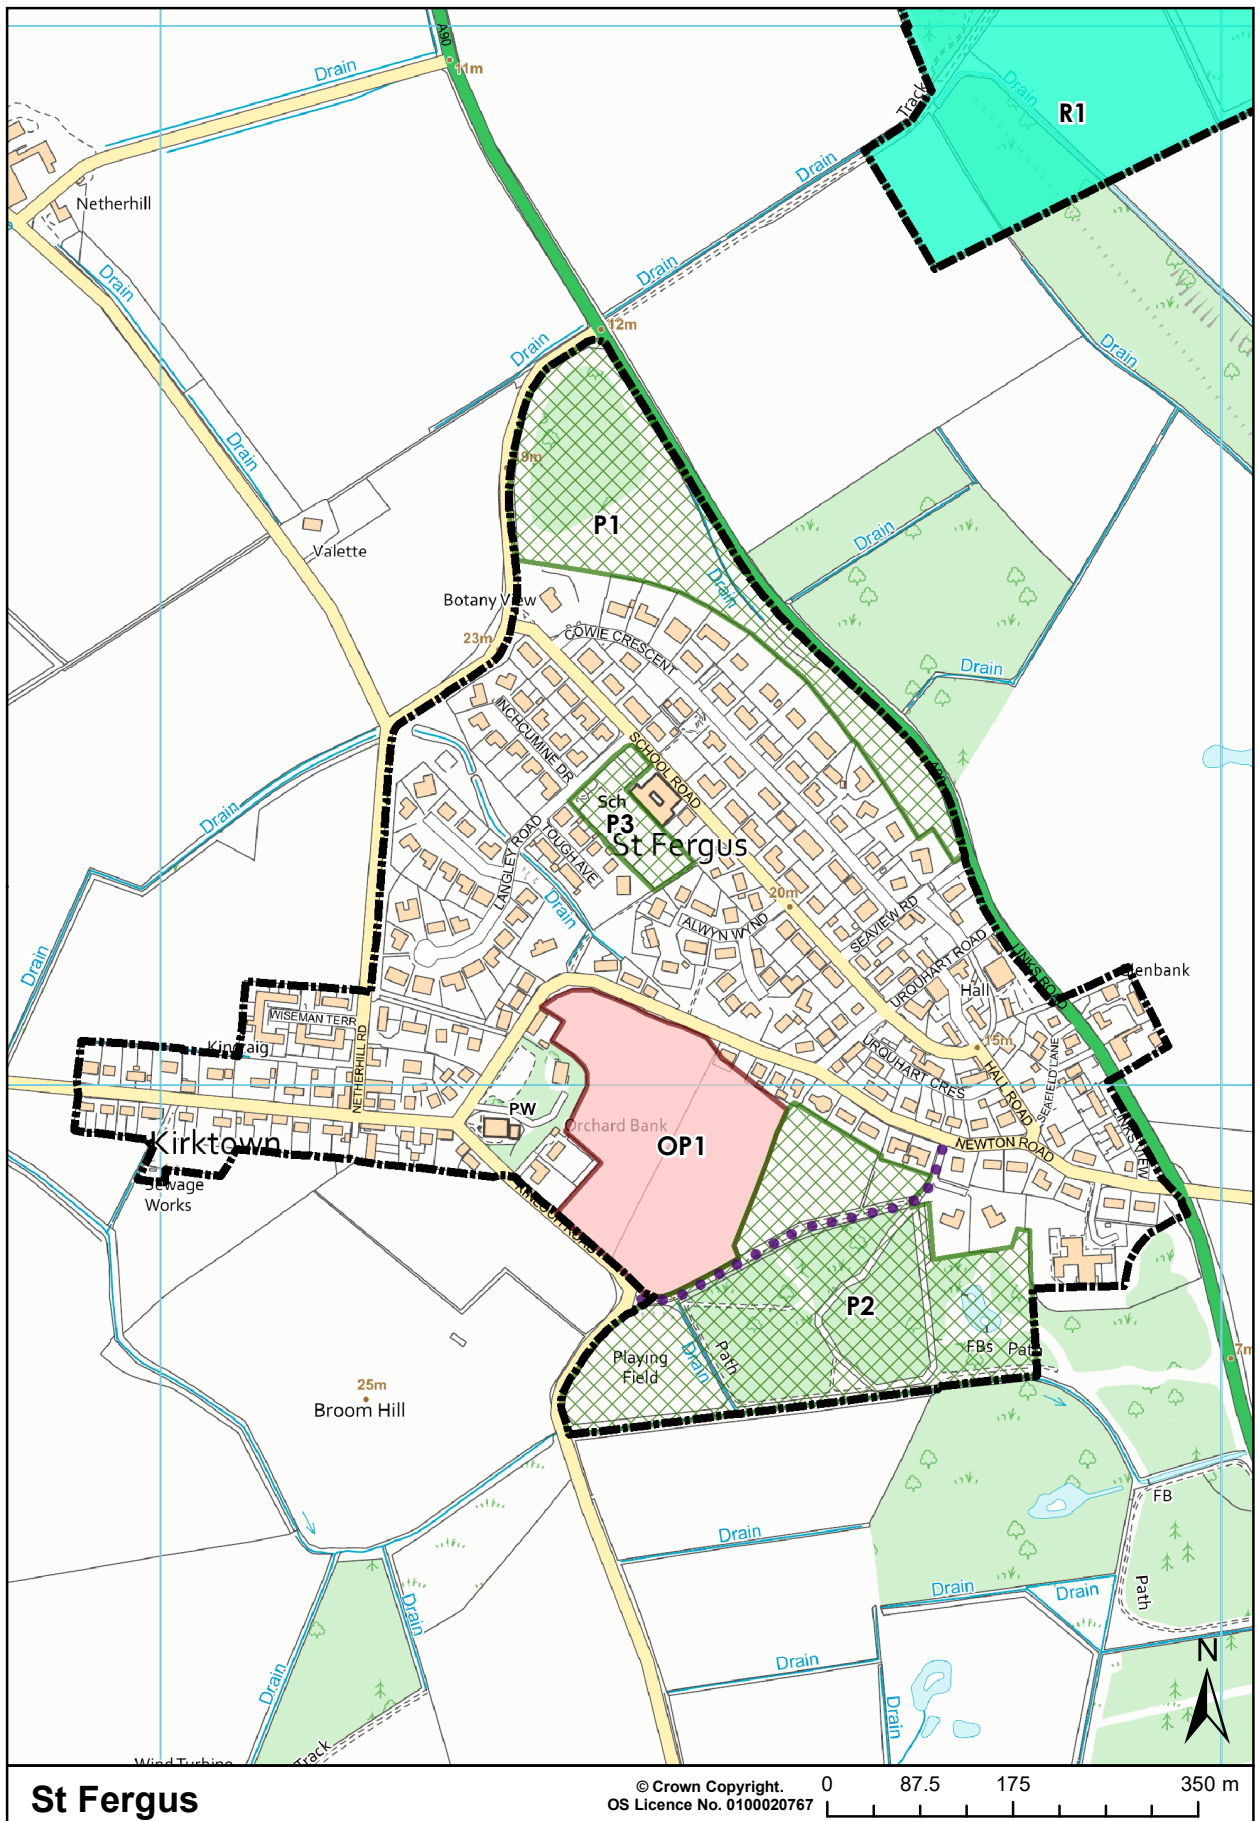 A90
11m
Drain
Track
Drain
R1
Drain
Netherhill
Drain
Drain
12m
Drain
Drain
Drain
P1
Drain
Valette
Drain
Botany View
23m
COWIE CRESCENT
Drain
INCHCUMINE DR
SCHOOL ROAD
Sch
P3
St Fergus
Drain
LANGLEY ROAD
TOUGH AVE
Drain
20m
ALWYN WYND
SEAVIEW RD
URQUHART ROAD
LINKS ROAD
Hall
Drain
WISEMAN TERR
Kincraig
NETHERHILL RD
15m
URQUHART CRES
SEAFIELD LANE
HALL ROAD
PW
Orchard Bank
OP1
NEWTON ROAD
LINKS VIEW
Kirktown
Sewage
Works
P2
Playing
Field
Drain
Path
FBs
25m
Broom Hill
FB
Path
Drain
Drain
Drain
Drain
Drain
Drain
Drain
Track
Wind Turbine
N
St Fergus
© Crown Copyright.
OS Licence No. 0100020767
0 87.5 175 350 m